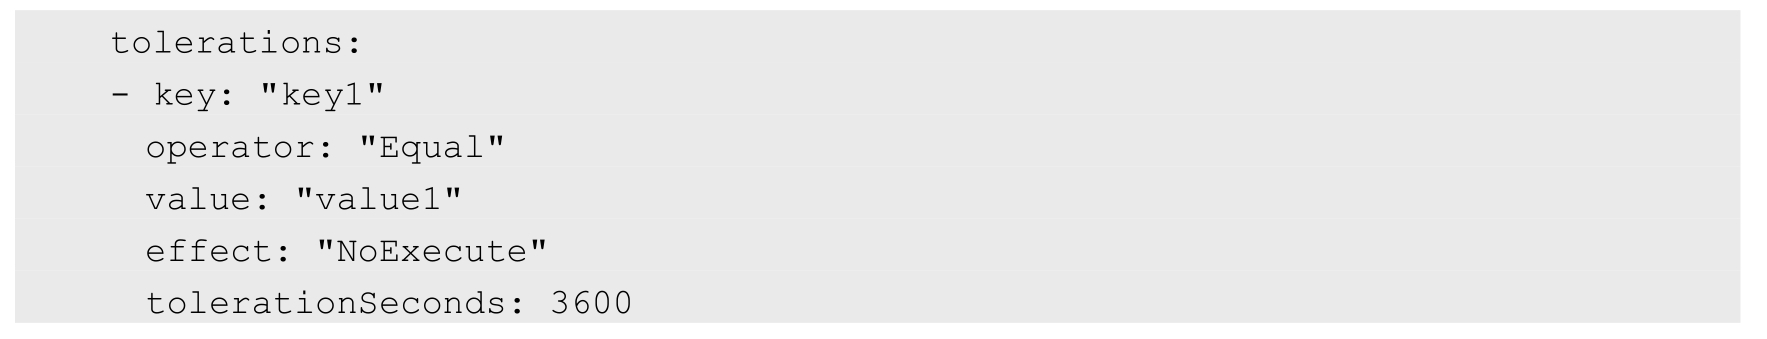 tolerations:
- key: "key1"
  operator: "Equal"
  value: "value1"
  effect: "NoExecute"
  tolerationSeconds: 3600